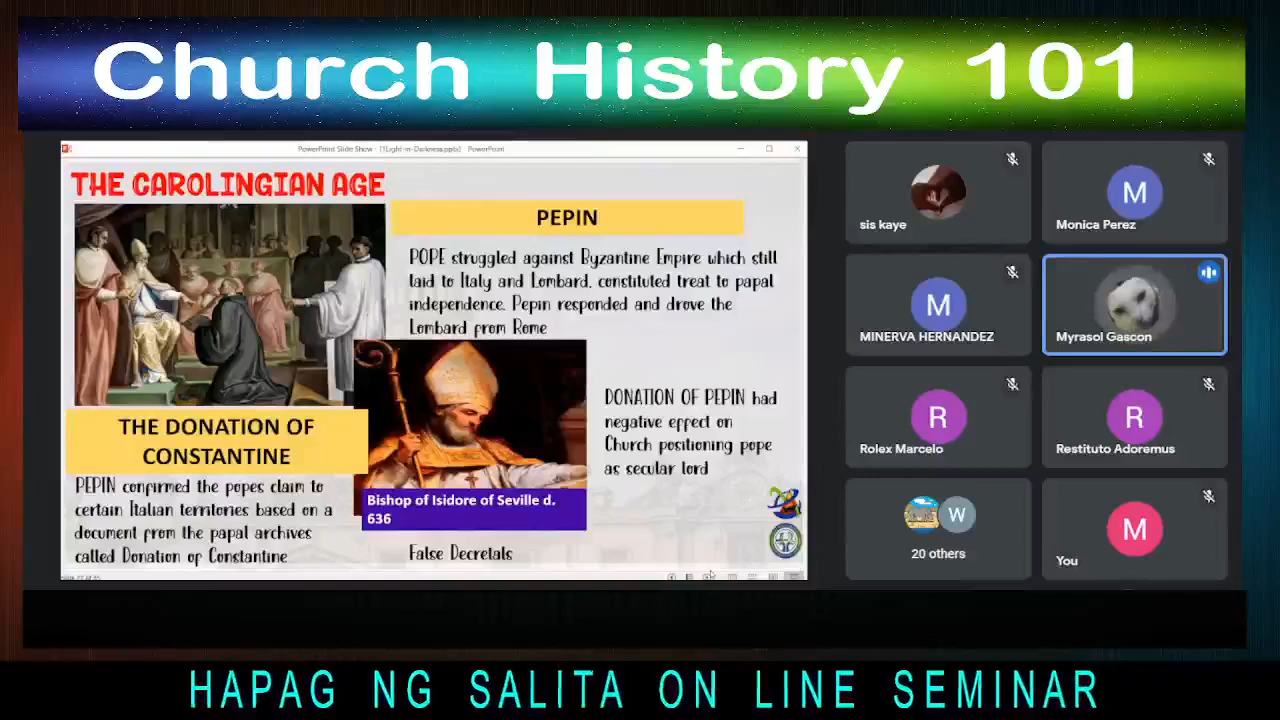 Church History 101
PowerPoint Slide Show - [1Light-in-Darkness.pptx] - PowerPoint
THE CAROLINGIAN AGE
PEPIN
POPE struggled against Byzantine Empire which still
laid to Italy and Lombard, constituted treat to papal
independence. Pepin responded and drove the
Lombard from Rome
THE DONATION OF
CONSTANTINE
PEPIN confirmed the popes claim to
certain Italian territories based on a
document from the papal archives
called Donation of Constantine
Bishop of Isidore of Seville d.
636
False Decretals
DONATION OF PEPIN had
negative effect on
Church positioning pope
as secular lord
sis kaye
M
Monica Perez
M
MINERVA HERNANDEZ
Myrasol Gascon
R
Rolex Marcelo
R
Restituto Adoremus
W
20 others
M
You
HAPAG NG SALITA ON LINE SEMINAR